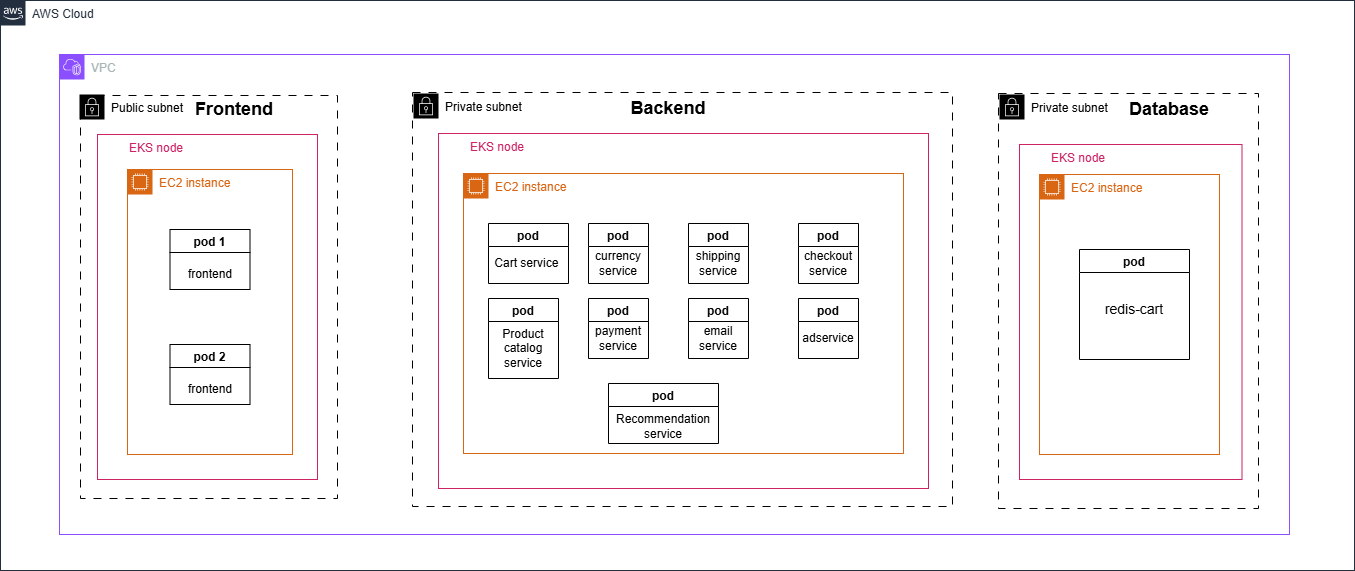 aws
AWS Cloud
VPC
Public subnet
Frontend
EKS node
EC2 instance
pod 1
frontend
pod 2
frontend
Private subnet
Backend
EKS node
EC2 instance
pod
Cart service
pod
currency
service
pod
shipping
service
pod
checkout
service
pod
Product
catalog
service
pod
payment
service
pod
email
service
pod
adservice
pod
Recommendation
service
Private subnet
Database
EKS node
EC2 instance
pod
redis-cart